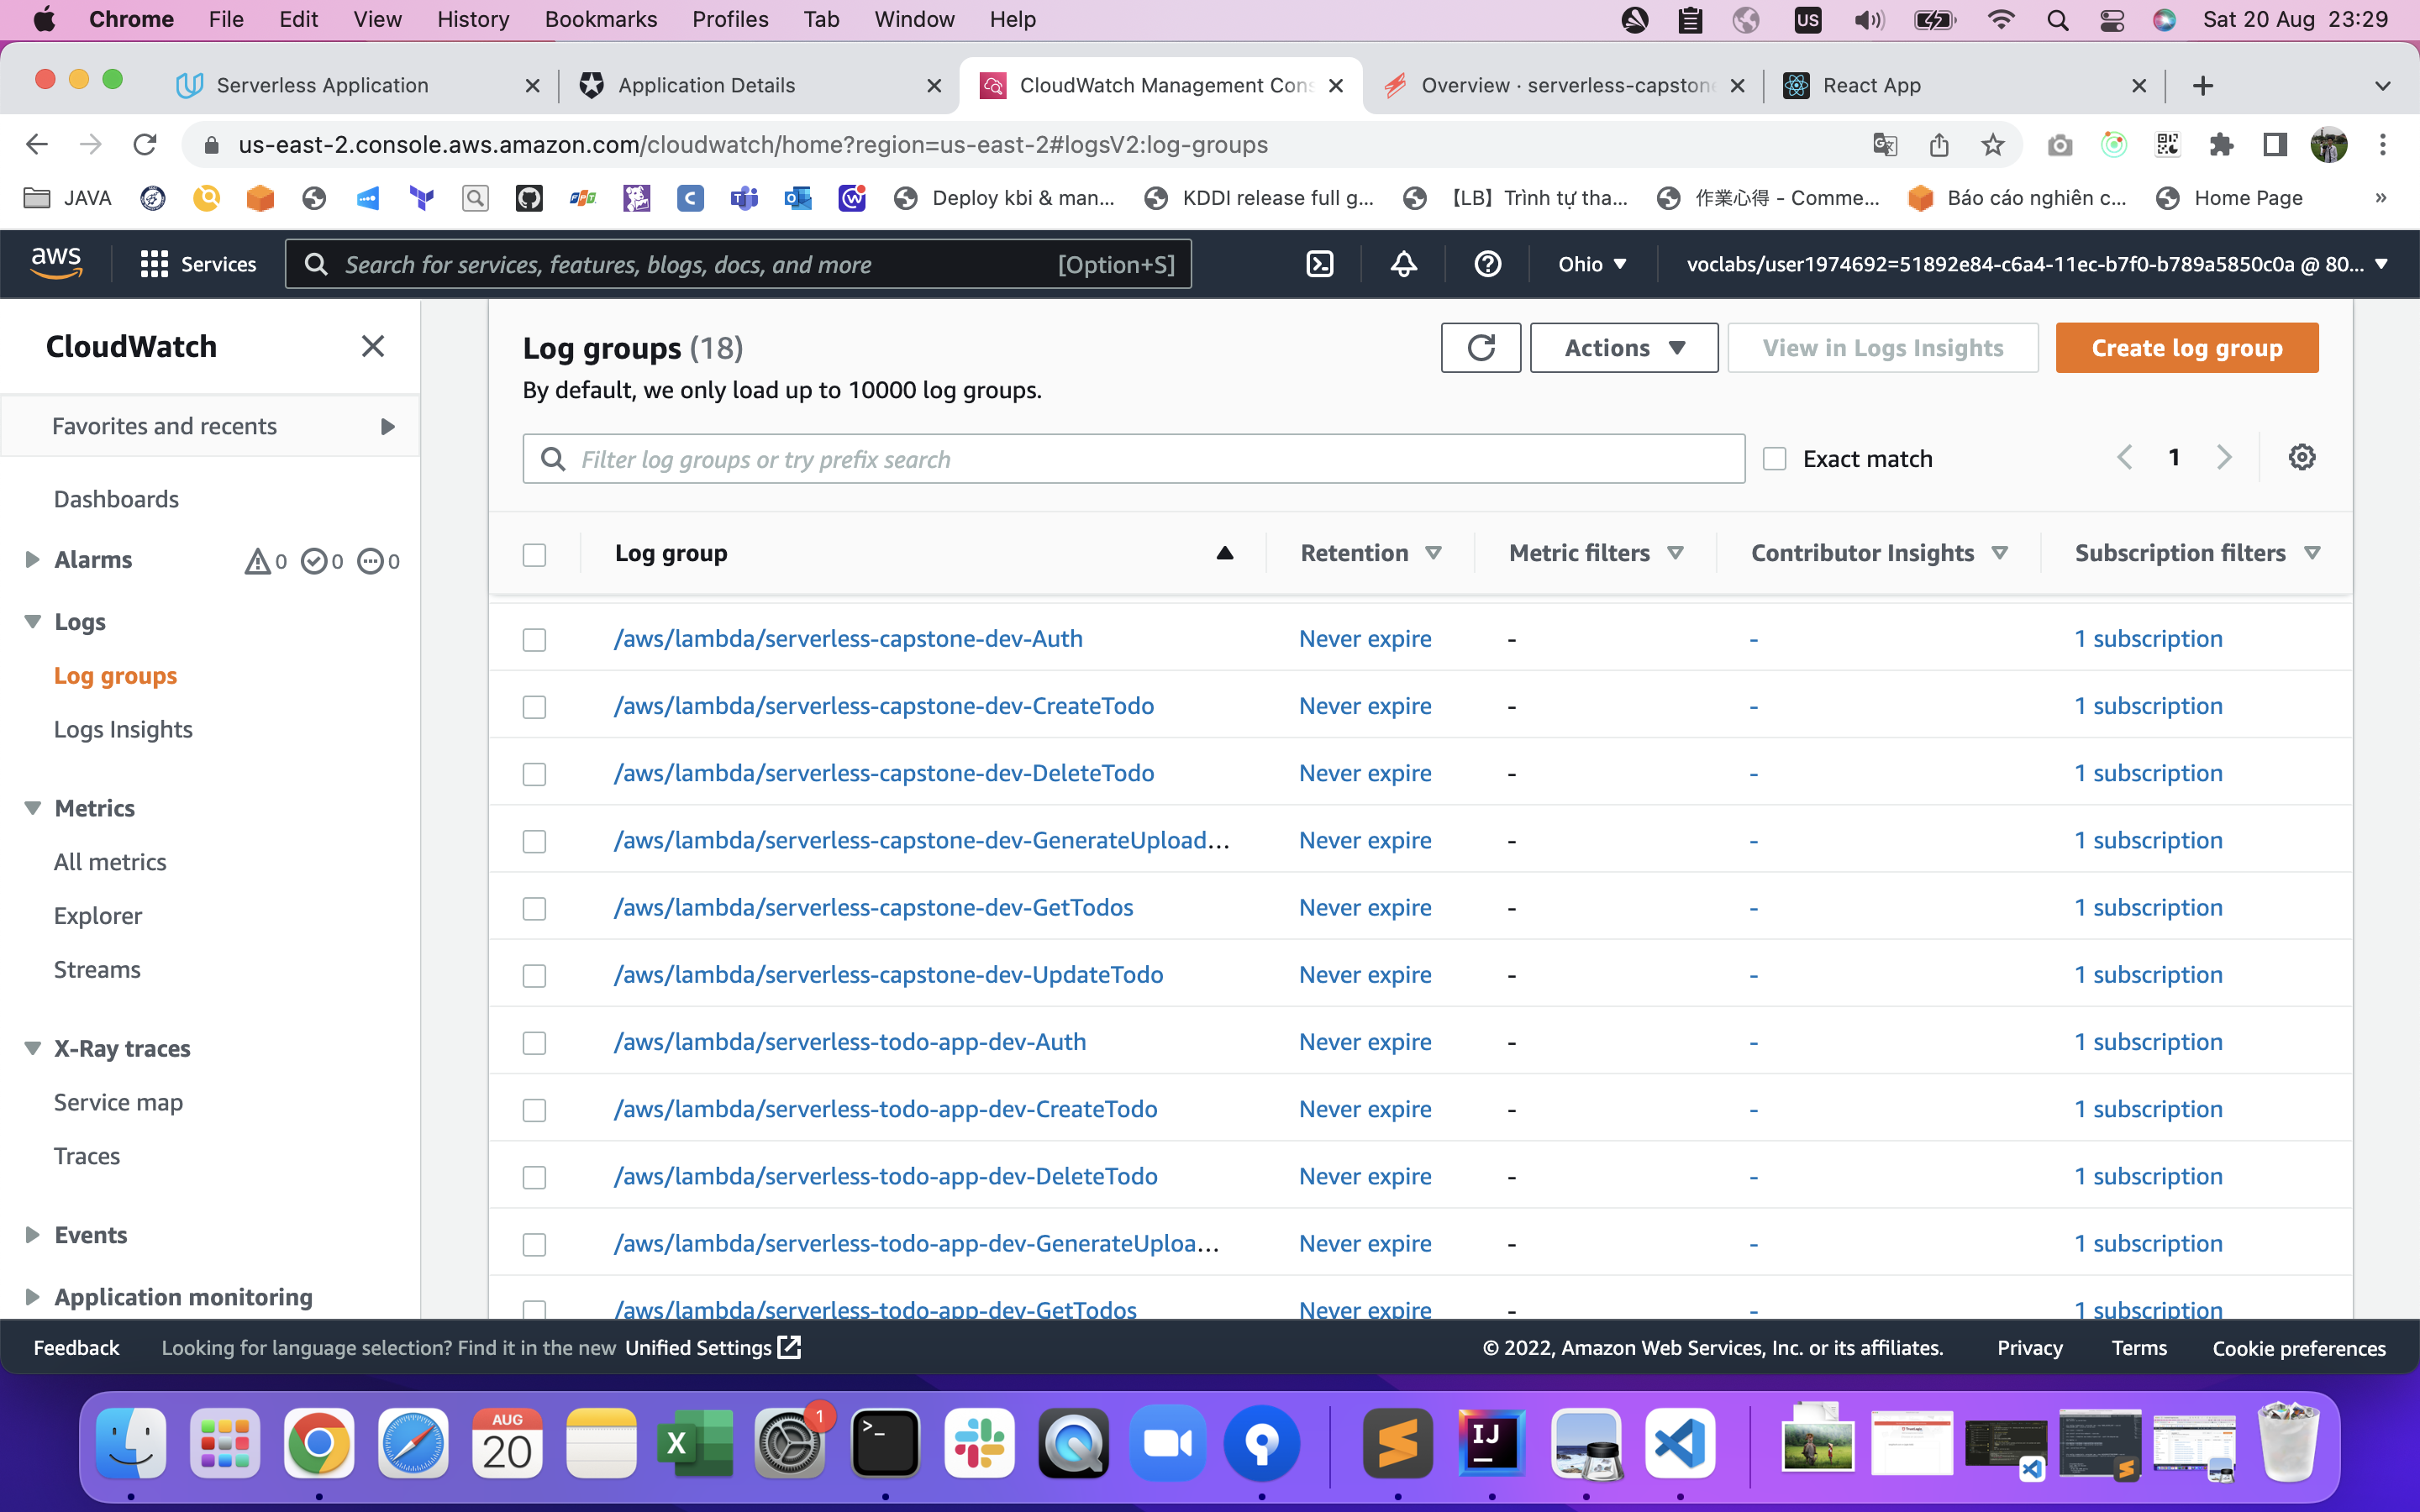 Chrome File Edit View History Bookmarks Profiles Tab Window Help US Sat 20 Aug 23:29
Serverless Application Application Details CloudWatch Management Cons Overview · serverless-capstone React App
us-east-2.console.aws.amazon.com/cloudwatch/home?region=us-east-2#logsV2:log-groups
JAVA Deploy kbi & man... KDDI release full g... 【LB】Trình tự tha... 作業心得 - Comme... Báo cáo nghiên c... Home Page »
aws Services Search for services, features, blogs, docs, and more [Option+S] Ohio voclabs/user1974692=51892e84-c6a4-11ec-b7f0-b789a5850c0a @ 80...
CloudWatch
Favorites and recents
Dashboards
Alarms 0 0 0
Logs
Log groups
Logs Insights
Metrics
All metrics
Explorer
Streams
X-Ray traces
Service map
Traces
Events
Application monitoring
Log groups (18)
Actions View in Logs Insights Create log group
By default, we only load up to 10000 log groups.
Filter log groups or try prefix search Exact match 1
Log group Retention Metric filters Contributor Insights Subscription filters
/aws/lambda/serverless-capstone-dev-Auth Never expire - - 1 subscription
/aws/lambda/serverless-capstone-dev-CreateTodo Never expire - - 1 subscription
/aws/lambda/serverless-capstone-dev-DeleteTodo Never expire - - 1 subscription
/aws/lambda/serverless-capstone-dev-GenerateUpload... Never expire - - 1 subscription
/aws/lambda/serverless-capstone-dev-GetTodos Never expire - - 1 subscription
/aws/lambda/serverless-capstone-dev-UpdateTodo Never expire - - 1 subscription
/aws/lambda/serverless-todo-app-dev-Auth Never expire - - 1 subscription
/aws/lambda/serverless-todo-app-dev-CreateTodo Never expire - - 1 subscription
/aws/lambda/serverless-todo-app-dev-DeleteTodo Never expire - - 1 subscription
/aws/lambda/serverless-todo-app-dev-GenerateUploa... Never expire - - 1 subscription
/aws/lambda/serverless-todo-app-dev-GetTodos Never expire - - 1 subscription
Feedback Looking for language selection? Find it in the new Unified Settings © 2022, Amazon Web Services, Inc. or its affiliates. Privacy Terms Cookie preferences
AUG
20
X
1
>_
IJ